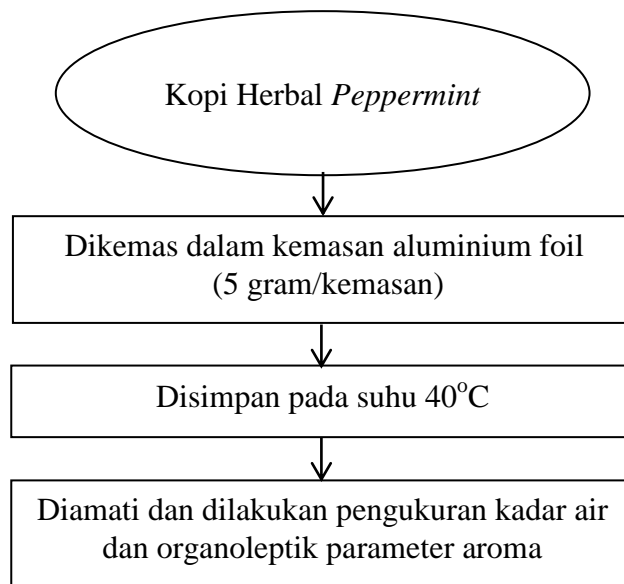 Kopi Herbal Peppermint
Dikemas dalam kemasan aluminium foil
(5 gram/kemasan)
Disimpan pada suhu 40°C
Diamati dan dilakukan pengukuran kadar air
dan organoleptik parameter aroma